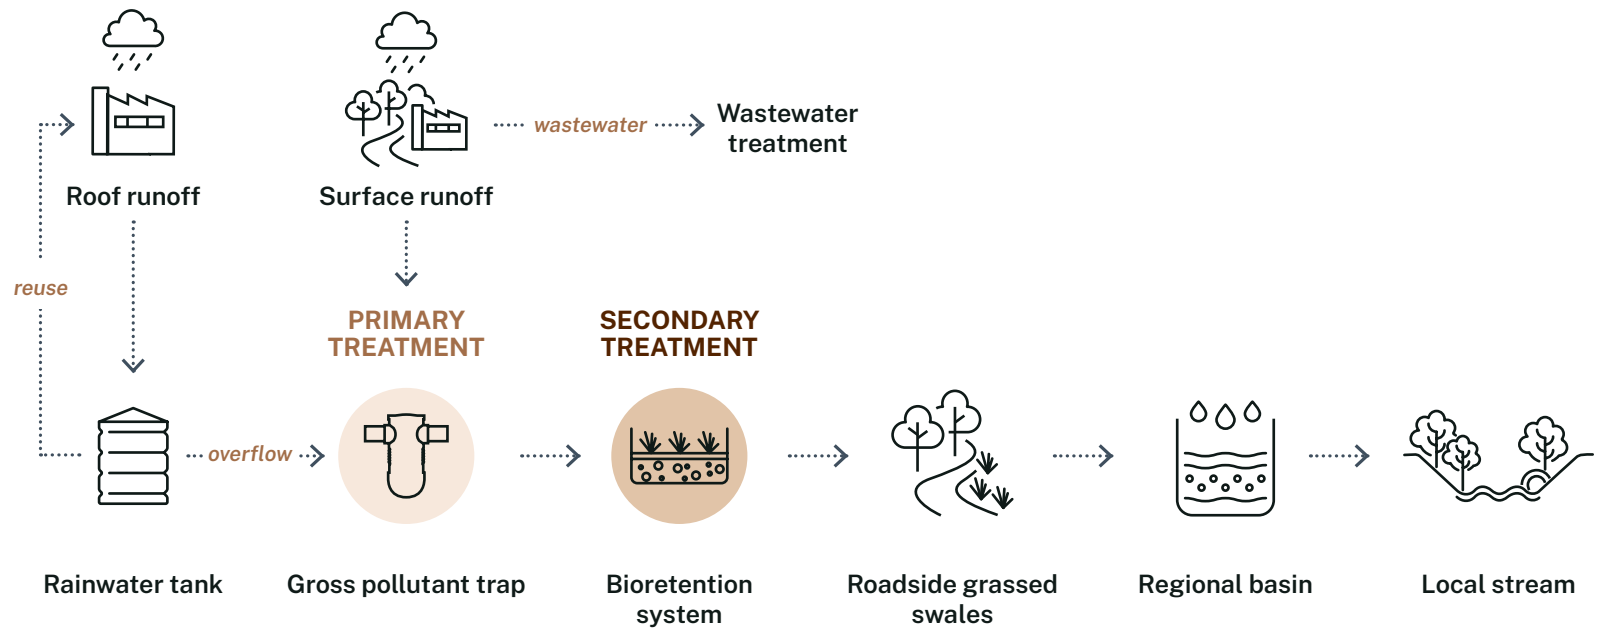 wastewater
Wastewater
treatment
Roof runoff
Surface runoff
reuse
PRIMARY
TREATMENT
SECONDARY
TREATMENT
overflow
Rainwater tank
Gross pollutant trap
Bioretention
system
Roadside grassed
swales
Regional basin
Local stream